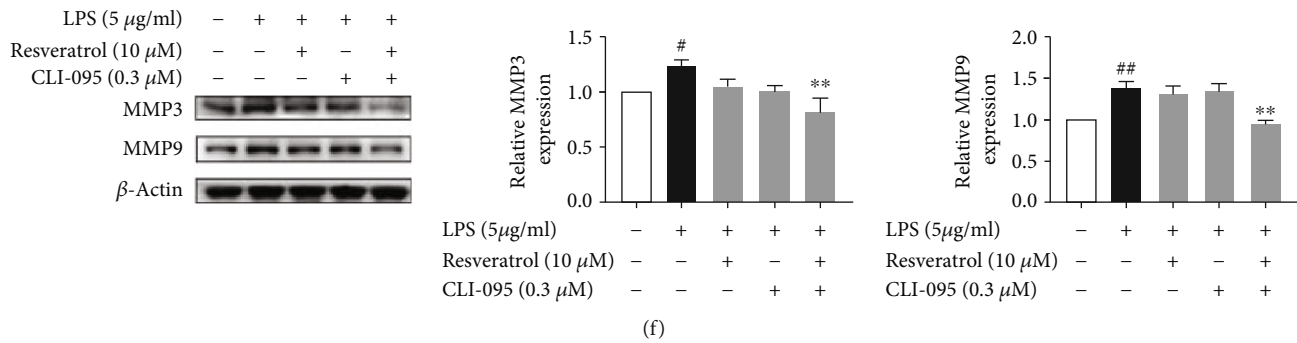 LPS (5 μg/ml) − + + + +
Resveratrol (10 μM) − − + − +
CLI-095 (0.3 μM) − − − + +
MMP3
MMP9
β-Actin
Relative MMP3
expression
1.5
1.0
0.5
0.0
#
**
LPS (5μg/ml) − + + + +
Resveratrol (10 μM) − − + − +
CLI-095 (0.3 μM) − − − + +
Relative MMP9
expression
2.0
1.5
1.0
0.5
0.0
##
**
LPS (5μg/ml) − + + + +
Resveratrol (10 μM) − − + − +
CLI-095 (0.3 μM) − − − + +
(f)